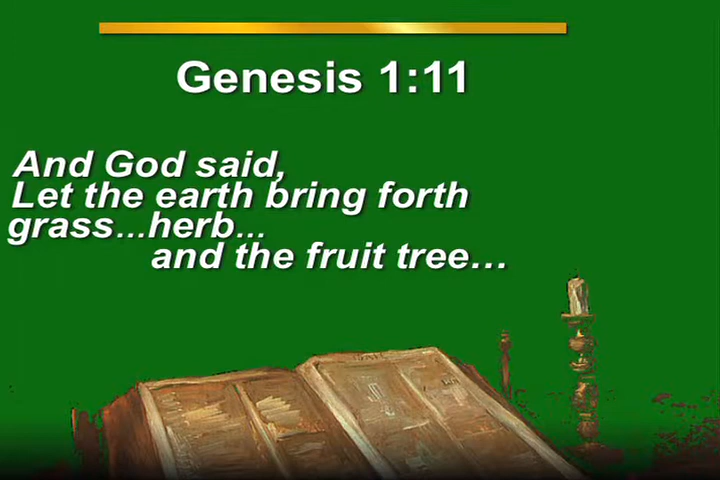 Genesis 1:11
And God said,
Let the earth bring forth
grass...herb...
and the fruit tree...